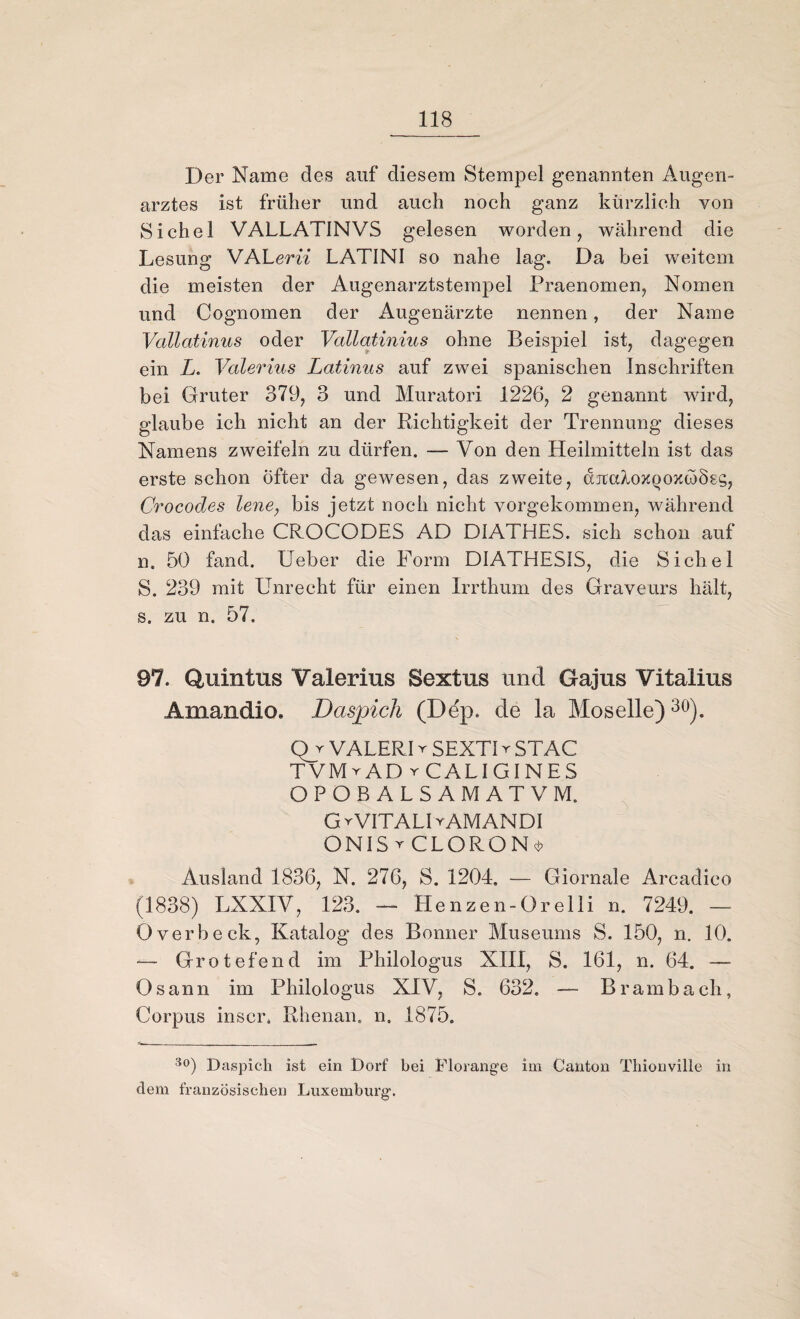 118
Der Name des auf diesem Stempel genannten Augen-
arztes ist früher und auch noch ganz kürzlich von
Sichel VALLATINVS gelesen worden, während die
Lesung VALerii LATINI so nahe lag. Da bei weitem
die meisten der Augenarztstempel Praenomen, Nomen
und Cognomen der Augenärzte nennen, der Name
Vallatinus oder Vallatinius ohne Beispiel ist, dagegen
ein L. Valerius Latinus auf zwei spanischen Inschriften
bei Gruter 379, 3 und Muratori 1226, 2 genannt wird,
glaube ich nicht an der Richtigkeit der Trennung dieses
Namens zweifeln zu dürfen. — Von den Heilmitteln ist das
erste schon öfter da gewesen, das zweite, ἁπαλοκροκῶδες,
Crocodes lene, bis jetzt noch nicht vorgekommen, während
das einfache CROCODES AD DIATHES. sich schon auf
n. 50 fand. Ueber die Form DIATHESIS, die Sichel
S. 239 mit Unrecht für einen Irrthum des Graveurs hält,
s. zu n. 57.
97. Quintus Valerius Sextus und Gajus Vitalius
Amandio. Daspich (Dép. de la Moselle) 30).
Q ⋎ VALERI ⋎ SEXTI ⋎ STAC
TVM ⋎ AD ⋎ CALIGINES
OPOBALSAMATVM.
G⋎VITALI⋎AMANDI
ONIS ⋎ CLORON ⌖
Ausland 1836, N. 276, S. 1204. — Giornale Arcadico
(1838) LXXIV, 123. — Henzen-Orelli n. 7249. —
Overbeck, Katalog des Bonner Museums S. 150, n. 10.
— Grotefend im Philologus XIII, S. 161, n. 64. —
Osann im Philologus XIV, S. 632. — Brambach,
Corpus inscr. Rhenan. n. 1875.
30) Daspich ist ein Dorf bei Florange im Canton Thionville in
dem französischen Luxemburg.